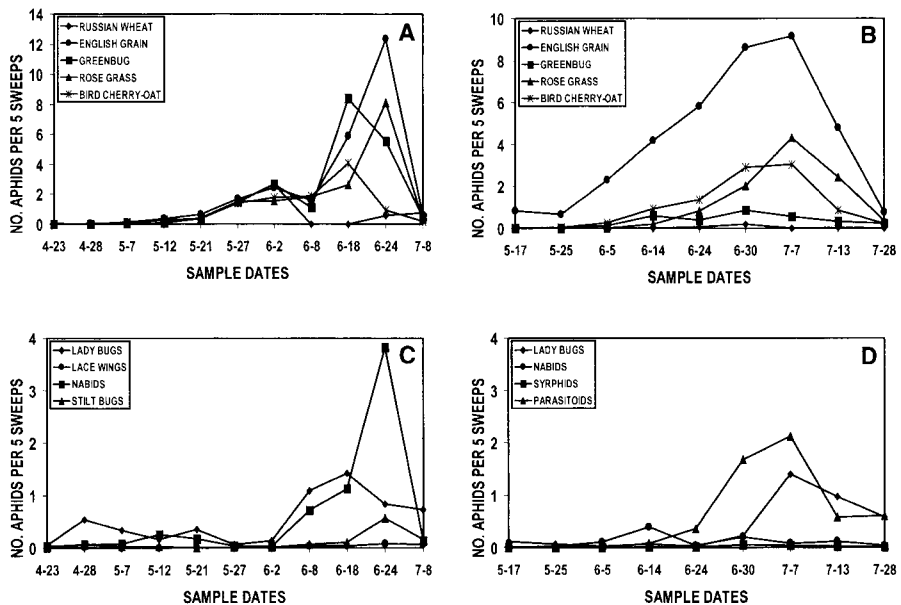 A
RUSSIAN WHEAT
ENGLISH GRAIN
GREENBUG
ROSE GRASS
BIRD CHERRY-OAT
NO. APHIDS PER 5 SWEEPS
14
12
10
8
6
4
2
0
4-23 4-28 5-7 5-12 5-21 5-27 6-2 6-8 6-18 6-24 7-8
SAMPLE DATES
B
RUSSIAN WHEAT
ENGLISH GRAIN
GREENBUG
ROSE GRASS
BIRD CHERRY-OAT
NO. APHIDS PER 5 SWEEPS
10
8
6
4
2
0
5-17 5-25 6-5 6-14 6-24 6-30 7-7 7-13 7-28
SAMPLE DATES
C
LADY BUGS
LACE WINGS
NABIDS
STILT BUGS
NO. APHIDS PER 5 SWEEPS
4
3
2
1
0
4-23 4-28 5-7 5-12 5-21 5-27 6-2 6-8 6-18 6-24 7-8
SAMPLE DATES
D
LADY BUGS
NABIDS
SYRPHIDS
PARASITOIDS
NO. APHIDS PER 5 SWEEPS
4
3
2
1
0
5-17 5-25 6-5 6-14 6-24 6-30 7-7 7-13 7-28
SAMPLE DATES